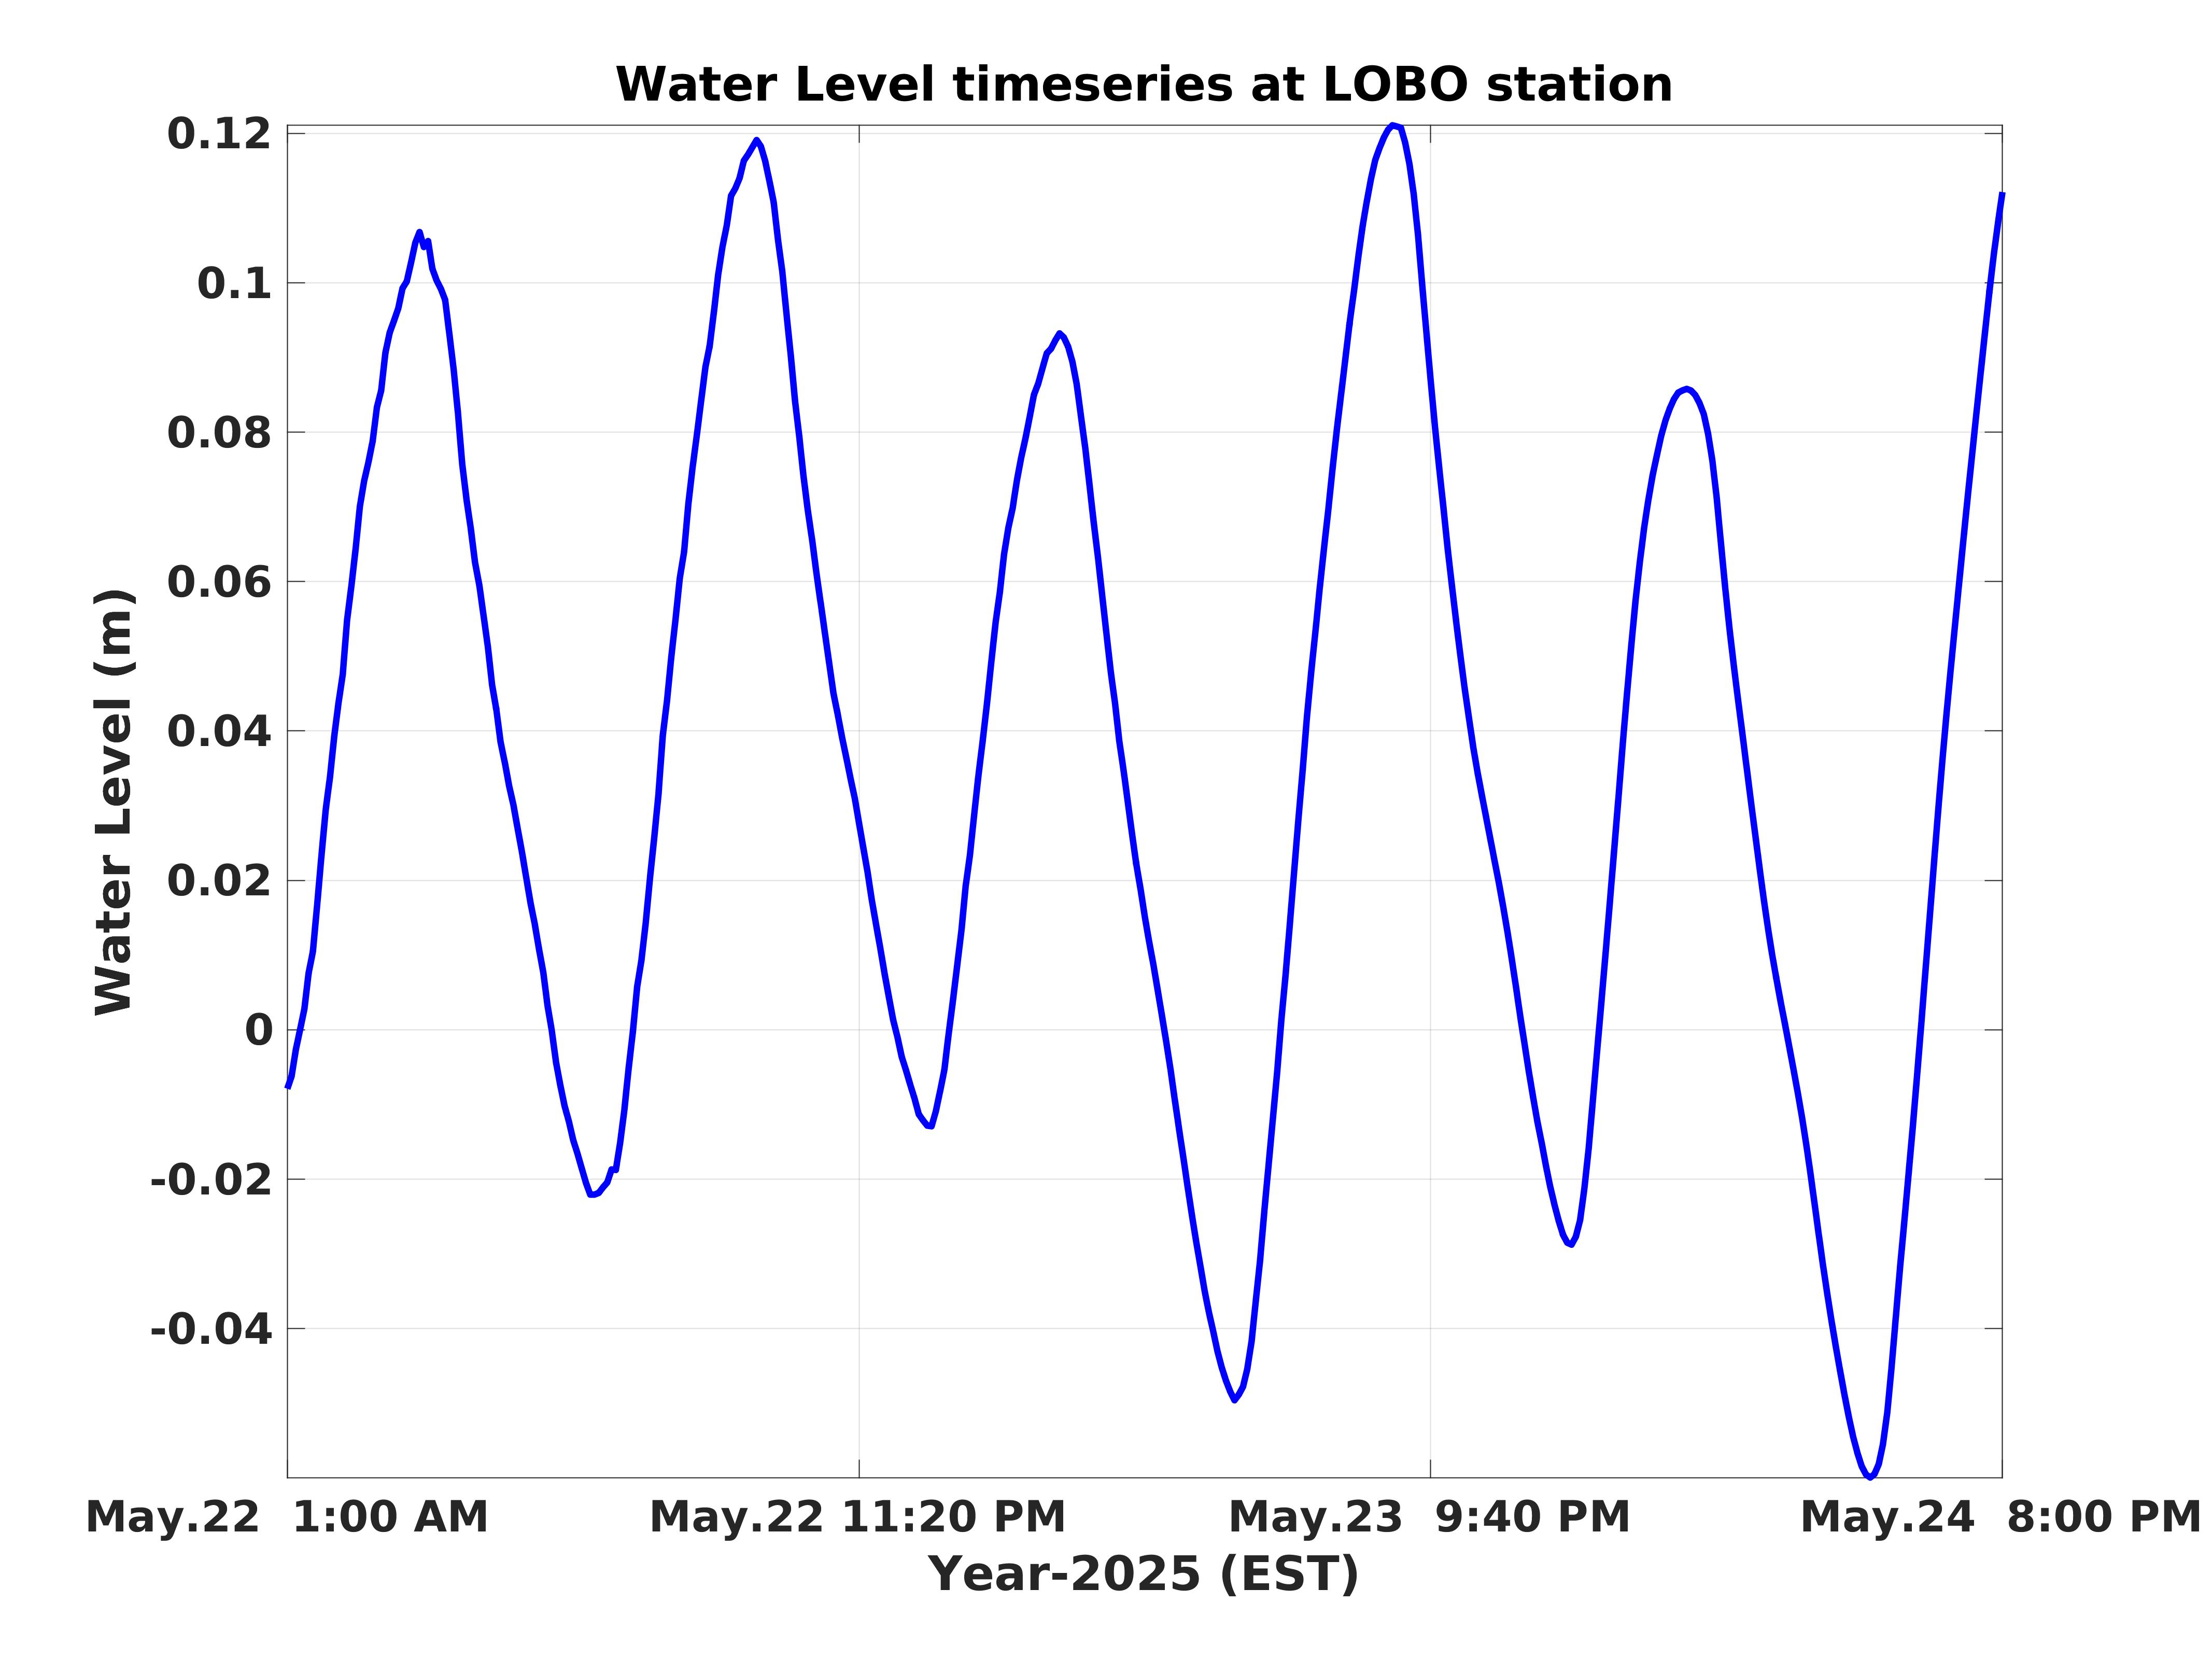 Water Level timeseries at LOBO station
0.12
0.1
0.08
0.06
0.04
0.02
0
-0.02
-0.04
Water Level (m)
May.22  1:00 AM
May.22 11:20 PM
May.23  9:40 PM
May.24  8:00 PM
Year-2025 (EST)